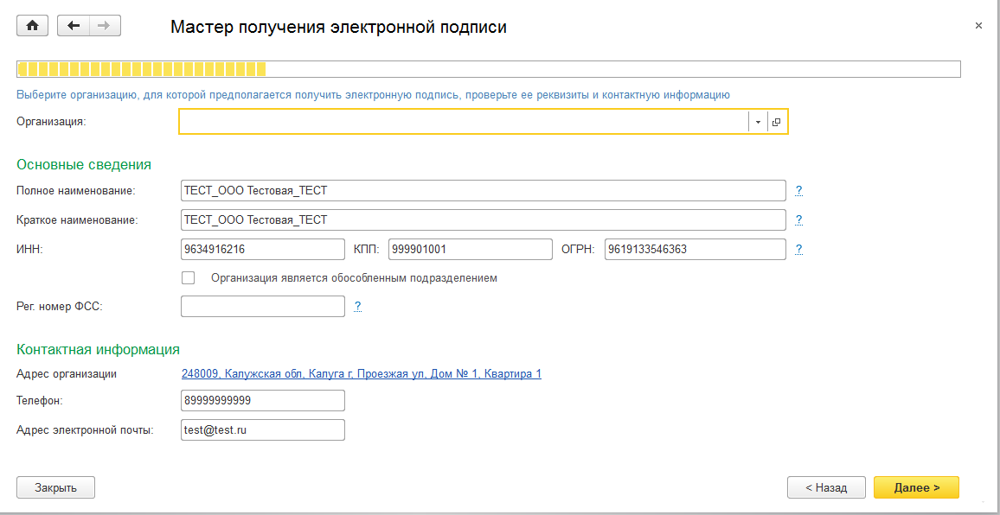 Мастер получения электронной подписи
Выберите организацию, для которой предполагается получить электронную подпись, проверьте ее реквизиты и контактную информацию
Организация:
Основные сведения
Полное наименование: ТЕСТ_ООО Тестовая_ТЕСТ ?
Краткое наименование: ТЕСТ_ООО Тестовая_ТЕСТ ?
ИНН: 9634916216 КПП: 999901001 ОГРН: 9619133546363 ?
Организация является обособленным подразделением
Рег. номер ФСС: ?
Контактная информация
Адрес организации 248009, Калужская обл, Калуга г, Проезжая ул, Дом № 1, Квартира 1
Телефон: 89999999999
Адрес электронной почты: test@test.ru
Закрыть < Назад Далее >